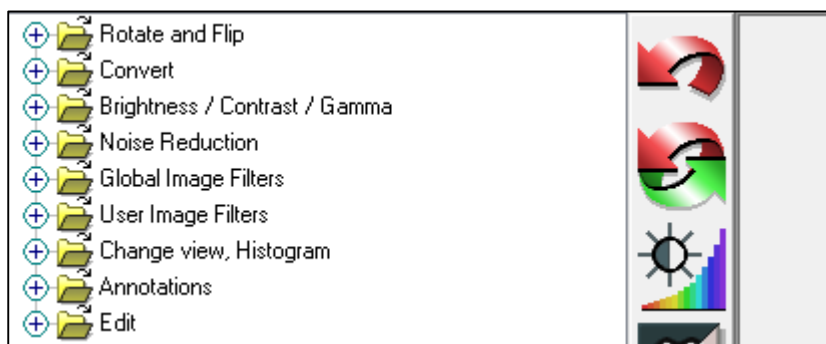 Rotate and Flip
Convert
Brightness / Contrast / Gamma
Noise Reduction
Global Image Filters
User Image Filters
Change view, Histogram
Annotations
Edit